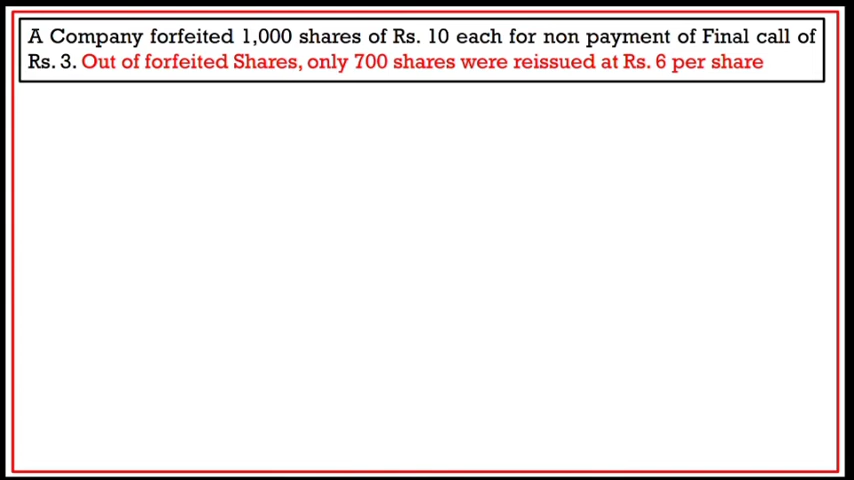 A Company forfeited 1,000 shares of Rs. 10 each for non payment of Final call of
Rs. 3. Out of forfeited Shares, only 700 shares were reissued at Rs. 6 per share